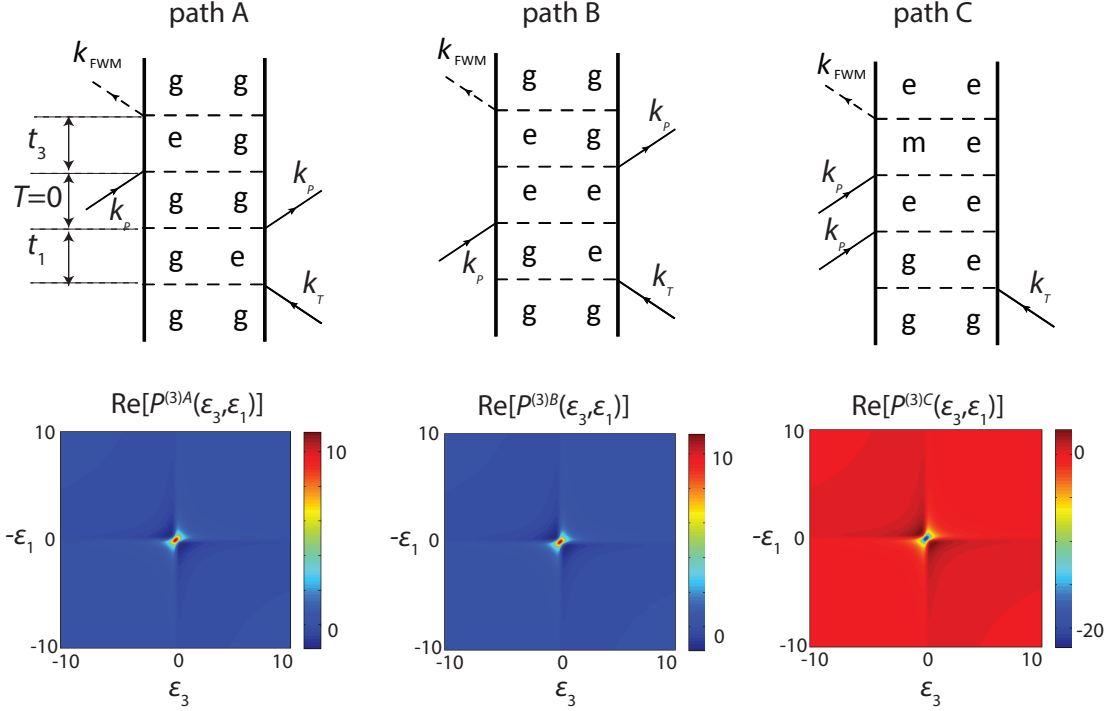 path A
path B
path C
k_FWM g g
t_3 e g
T=0 g g k_P k_P
t_1 g e
g g k_T
k_FWM g g
e g k_P
e e
k_P g e
g g k_T
k_FWM e e
m e
k_P e e
k_P g e
g g k_T
Re[P^(3)A(ε_3,ε_1)]
10
-ε_1 0
-10
-10 0 10
ε_3
10
0
Re[P^(3)B(ε_3,ε_1)]
10
-ε_1 0
-10
-10 0 10
ε_3
10
0
Re[P^(3)C(ε_3,ε_1)]
10
-ε_1 0
-10
-10 0 10
ε_3
0
-20